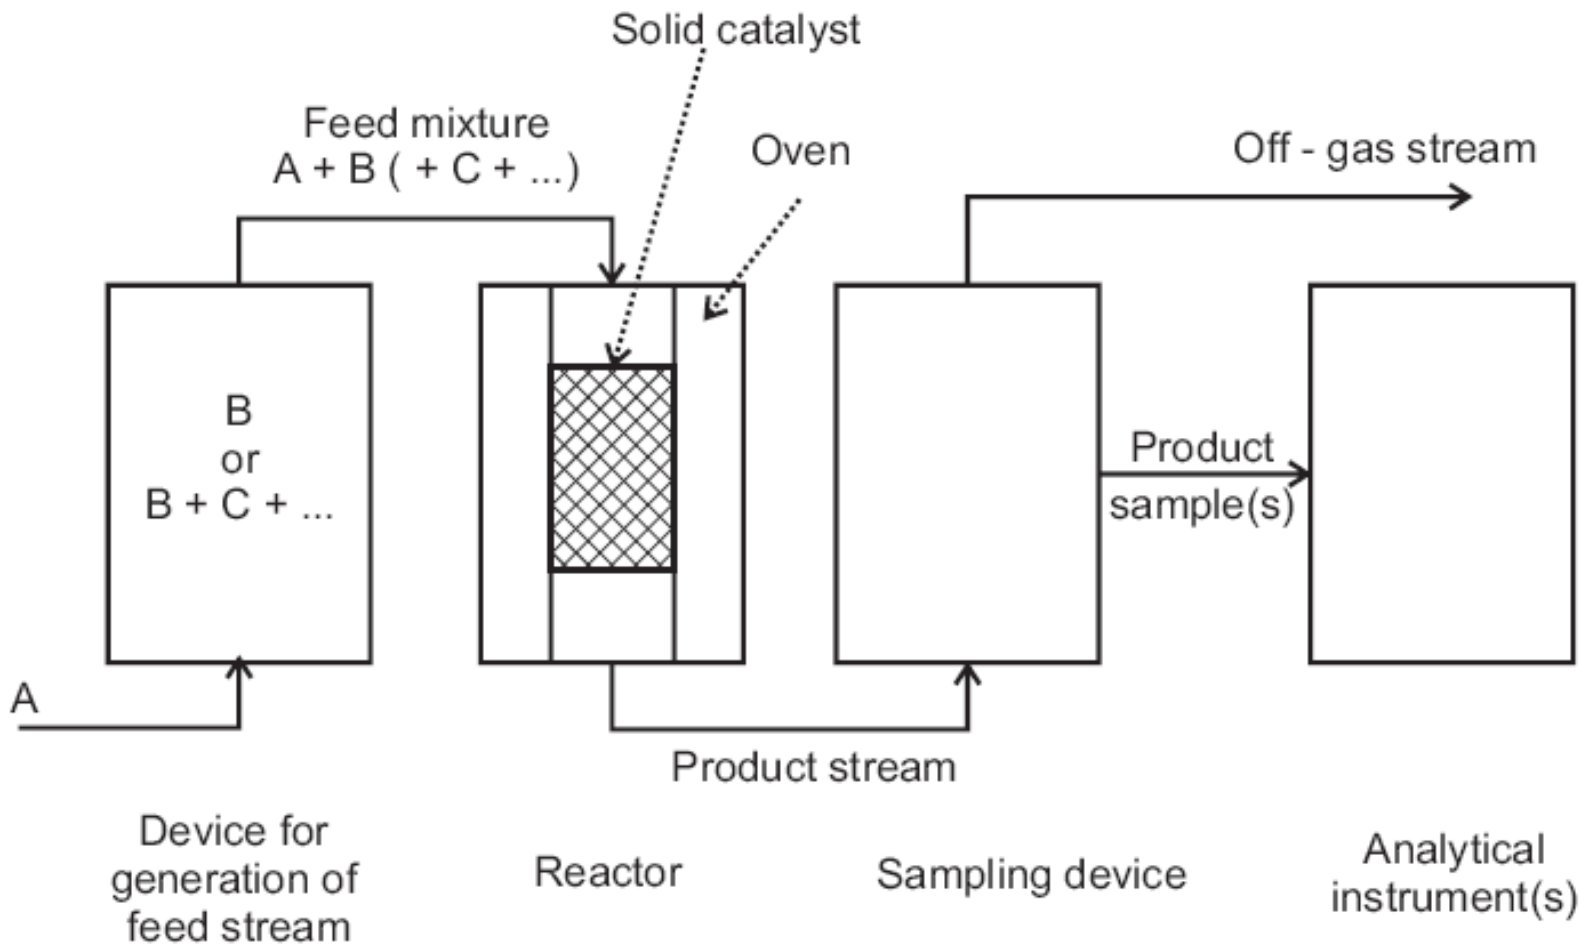 Solid catalyst
Feed mixture
A + B ( + C + ...)
Oven
Off - gas stream
B
or
B + C + ...
Product
sample(s)
A
Product stream
Device for
generation of
feed stream
Reactor
Sampling device
Analytical
instrument(s)